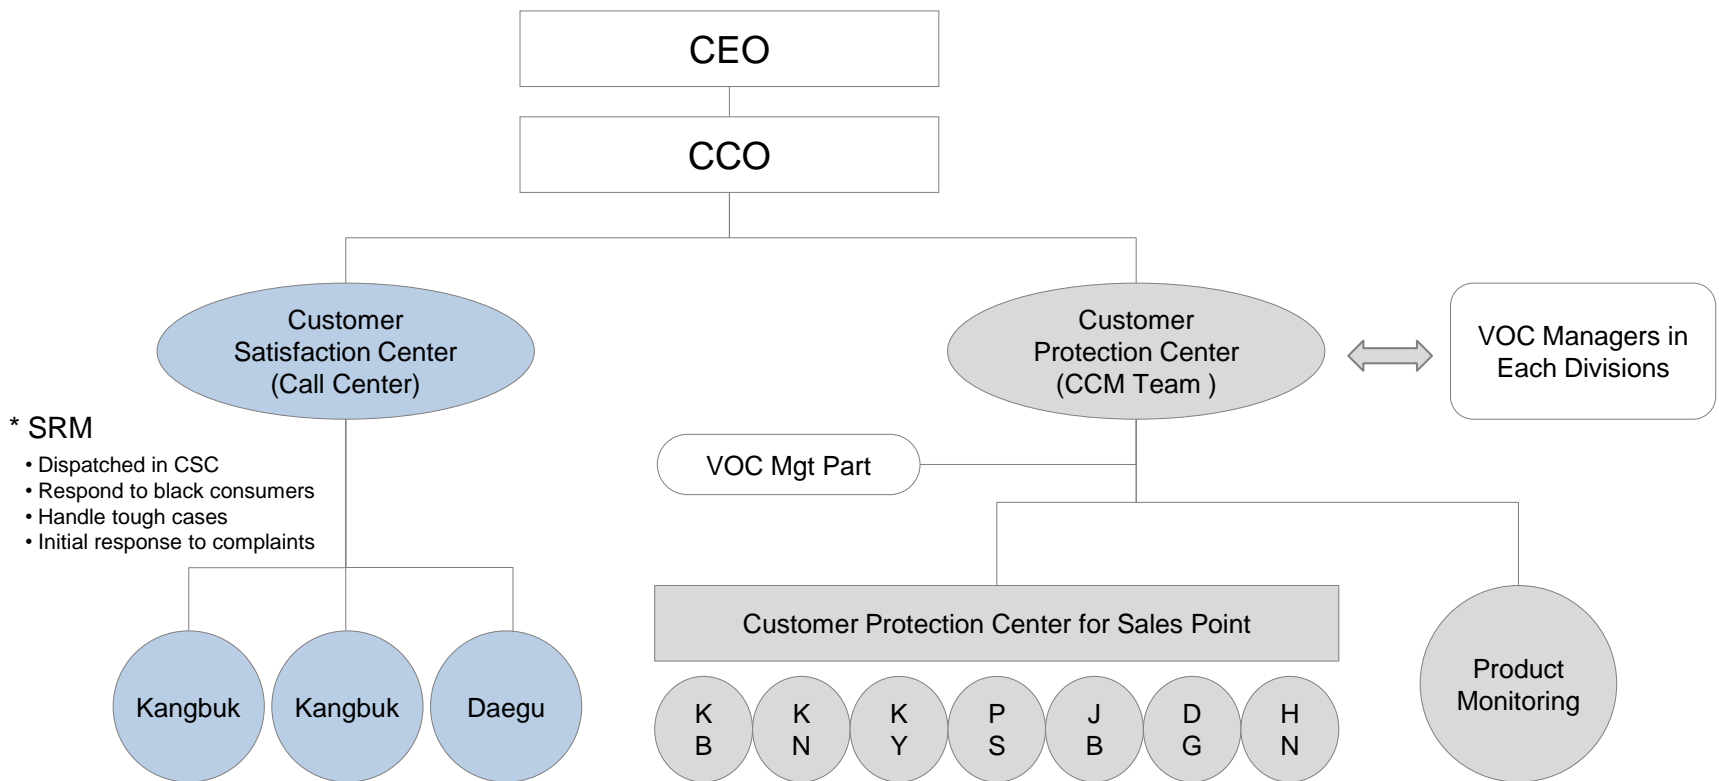 CEO
CCO
Customer
Satisfaction Center
(Call Center)
Customer
Protection Center
(CCM Team )
VOC Managers in
Each Divisions
* SRM
• Dispatched in CSC
• Respond to black consumers
• Handle tough cases
• Initial response to complaints
VOC Mgt Part
Customer Protection Center for Sales Point
Product
Monitoring
Kangbuk
Kangbuk
Daegu
K
B
K
N
K
Y
P
S
J
B
D
G
H
N